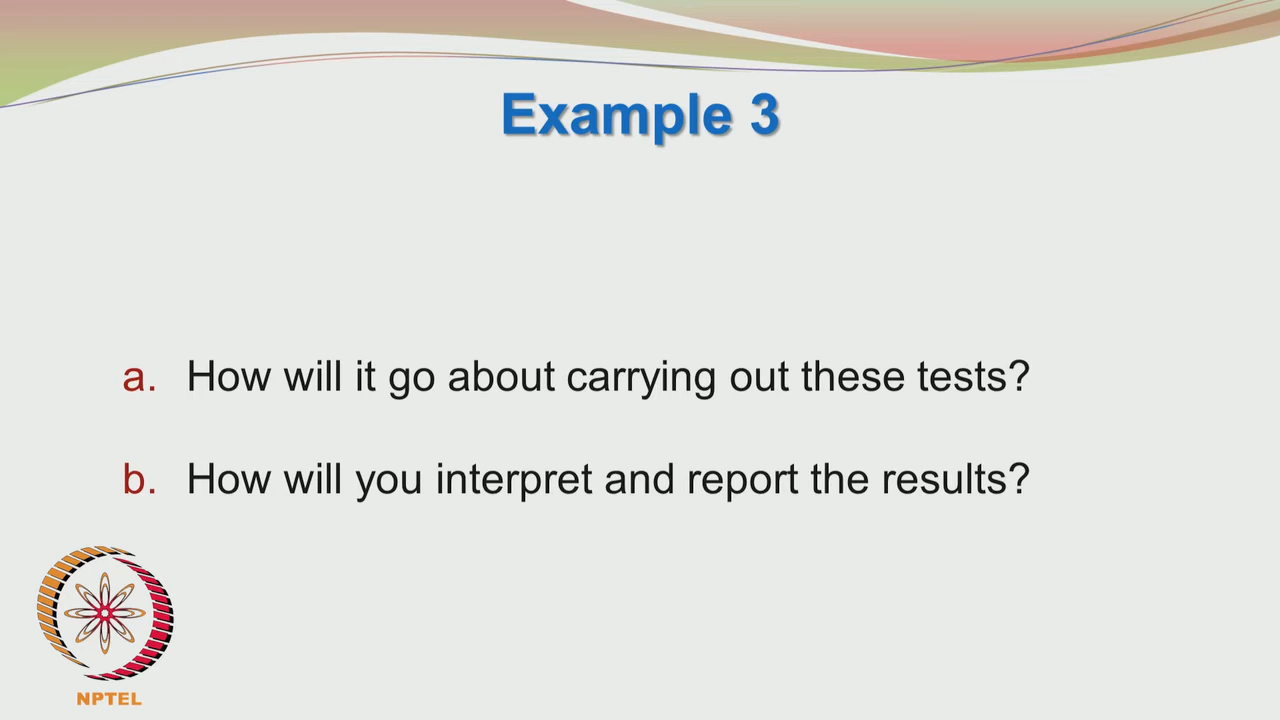 Example 3
a. How will it go about carrying out these tests?
b. How will you interpret and report the results?
NPTEL